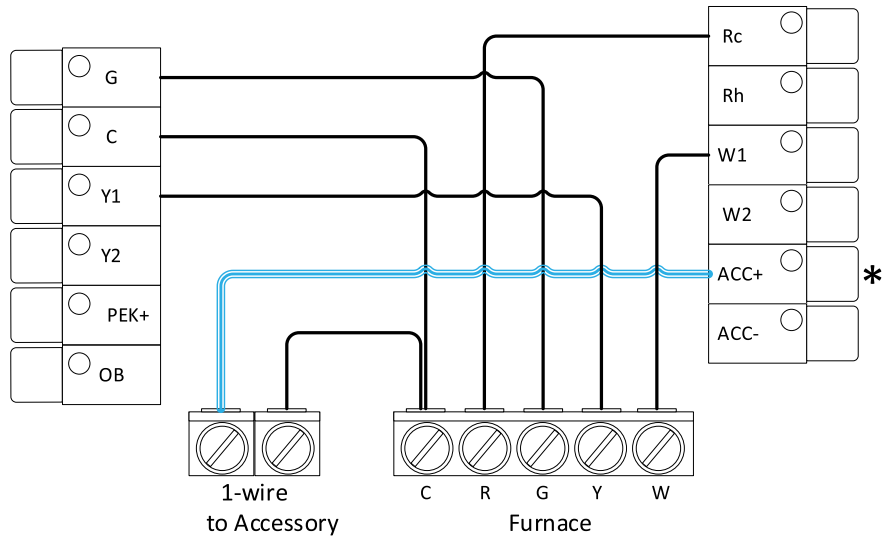 G
C
Y1
Y2
PEK+
OB
Rc
Rh
W1
W2
ACC+ *
ACC-
1-wire
to Accessory
C R G Y W
Furnace